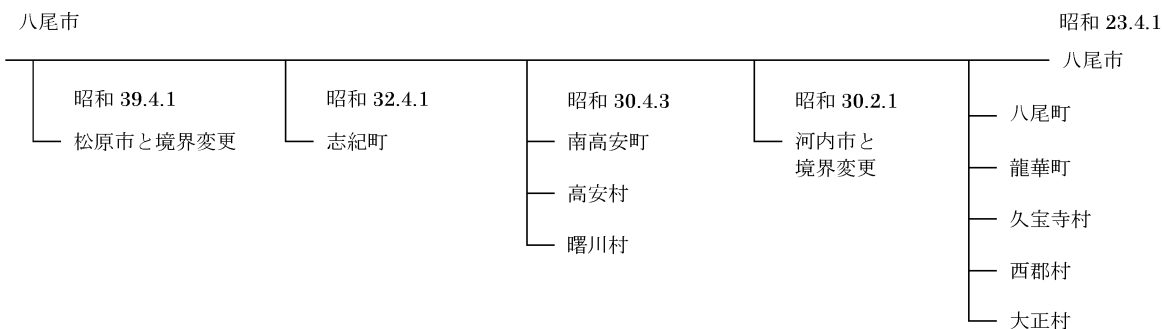 八尾市
昭和 23.4.1
八尾市
昭和 39.4.1
松原市と境界変更
昭和 32.4.1
志紀町
昭和 30.4.3
南高安町
高安村
曙川村
昭和 30.2.1
河内市と
境界変更
八尾町
龍華町
久宝寺村
西郡村
大正村